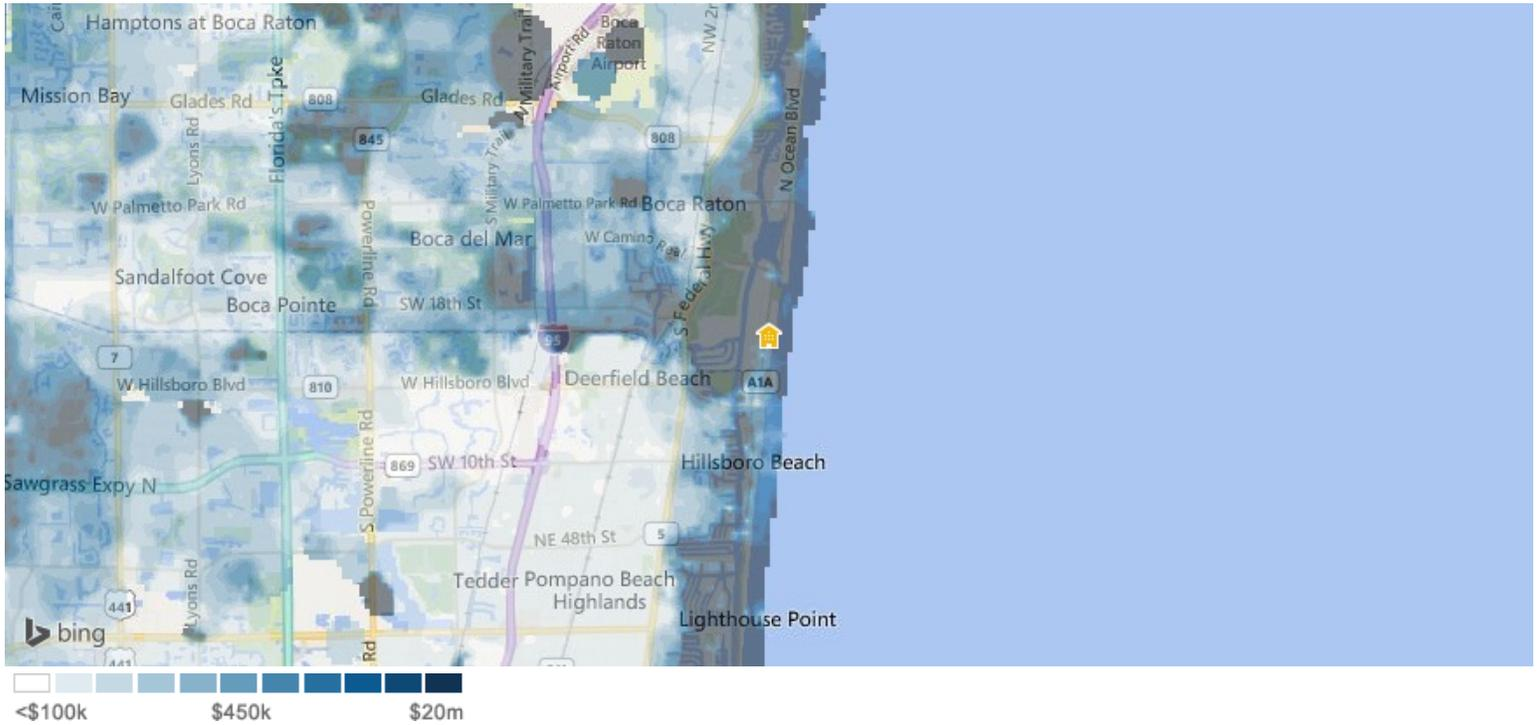 Hamptons at Boca Raton
N Military Trail
Airport Rd
Boca
Raton
Airport
Mission Bay
Glades Rd
808
Glades Rd
Florida's Tpke
845
808
N Ocean Blvd
Lyons Rd
S Military Trail
W Palmetto Park Rd
W Palmetto Park Rd
Boca Raton
Powerline Rd
Boca del Mar
W Camino Real
S Federal Hwy
Sandalfoot Cove
Boca Pointe
SW 18th St
95
7
W Hillsboro Blvd
810
W Hillsboro Blvd
Deerfield Beach
A1A
S Powerline Rd
869
SW 10th St
Hillsboro Beach
Sawgrass Expy N
NE 48th St
5
Lyons Rd
Tedder
Pompano Beach
Highlands
441
Lighthouse Point
bing
Rd
441
<$100k
$450k
$20m